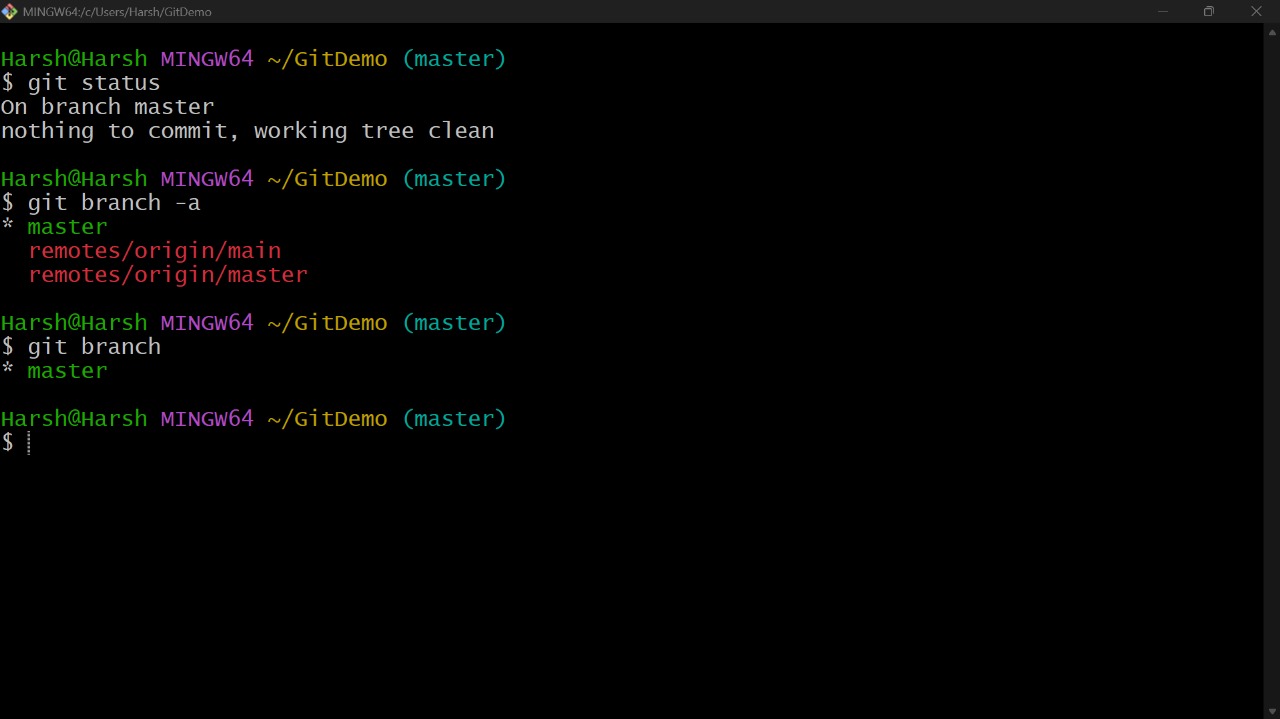 MINGW64:/c/Users/Harsh/GitDemo
Harsh@Harsh MINGW64 ~/GitDemo (master)
$ git status
On branch master
nothing to commit, working tree clean
Harsh@Harsh MINGW64 ~/GitDemo (master)
$ git branch -a
* master
remotes/origin/main
remotes/origin/master
Harsh@Harsh MINGW64 ~/GitDemo (master)
$ git branch
* master
Harsh@Harsh MINGW64 ~/GitDemo (master)
$